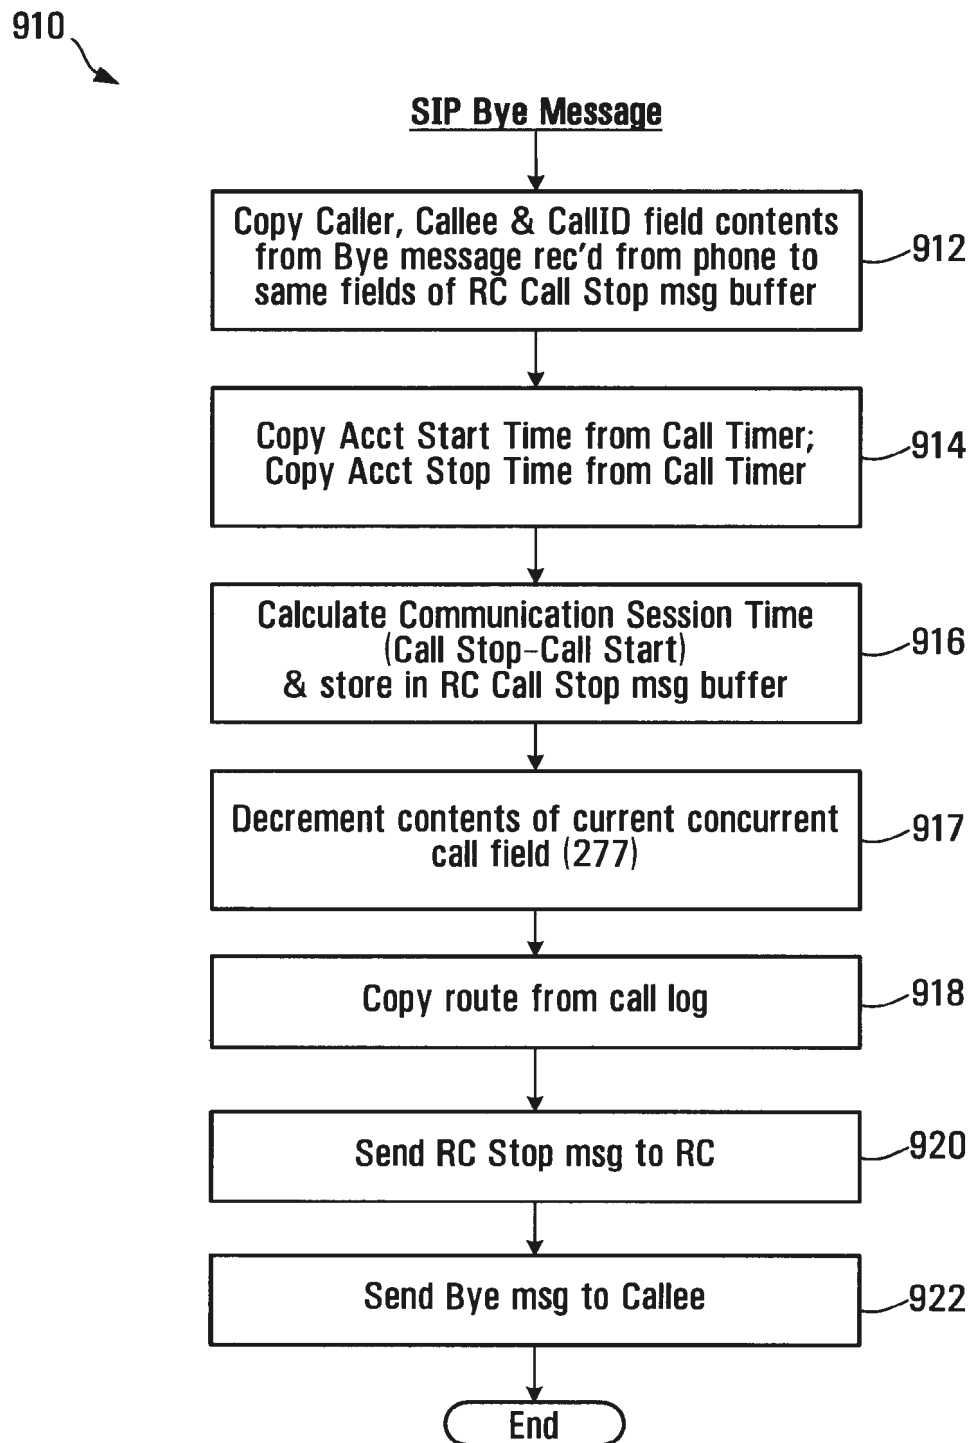 910
SIP Bye Message
Copy Caller, Callee & CallID field contents
from Bye message rec'd from phone to
same fields of RC Call Stop msg buffer
912
Copy Acct Start Time from Call Timer;
Copy Acct Stop Time from Call Timer
914
Calculate Communication Session Time
(Call Stop-Call Start)
& store in RC Call Stop msg buffer
916
Decrement contents of current concurrent
call field (277)
917
Copy route from call log
918
Send RC Stop msg to RC
920
Send Bye msg to Callee
922
End